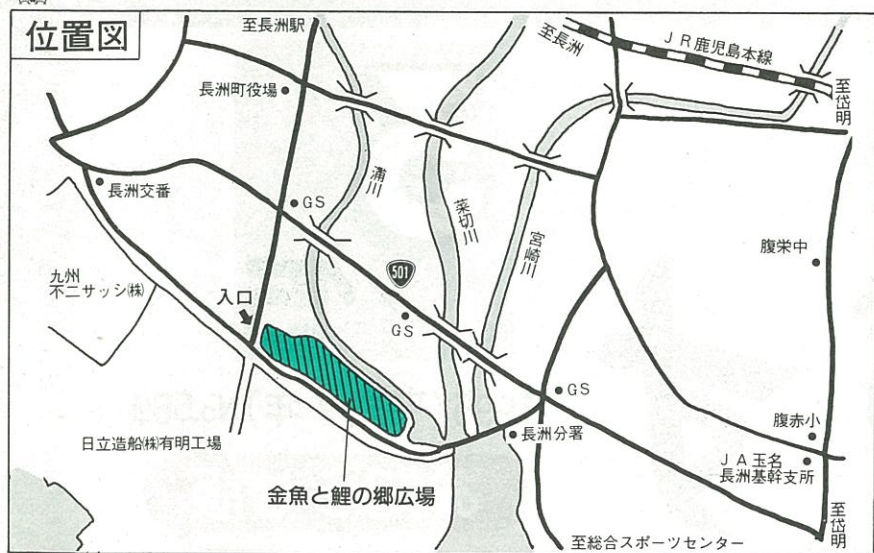 位置図
至長洲駅
至長洲
JR鹿児島本線
至岱明
長洲町役場
長洲交番
GS
浦川
菜切川
宮崎川
腹栄中
九州
不二サッシ㈱
入口
501
GS
GS
腹赤小
日立造船㈱有明工場
長洲分署
JA玉名
長洲基幹支所
金魚と鯉の郷広場
至岱明
至総合スポーツセンター